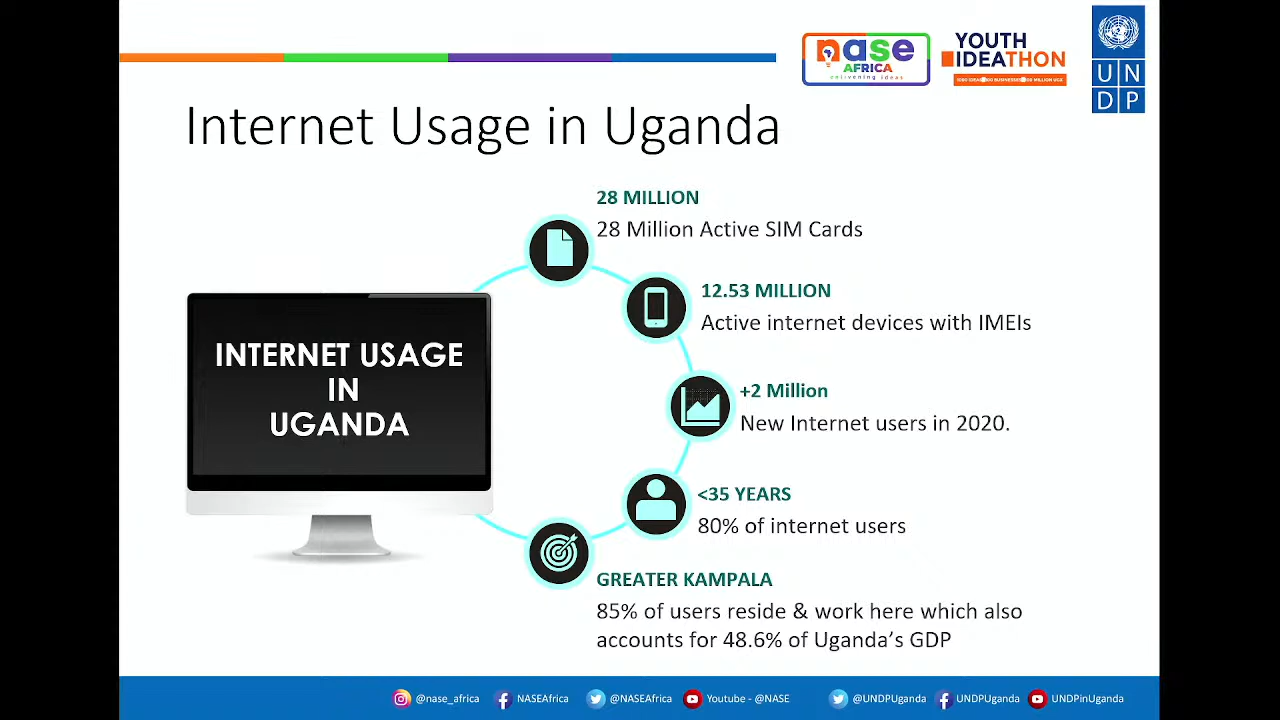 nase
AFRICA
enlivening ideas
YOUTH
IDEATHON
UN
DP
Internet Usage in Uganda
28 MILLION
28 Million Active SIM Cards
12.53 MILLION
Active internet devices with IMEIs
INTERNET USAGE
IN
UGANDA
+2 Million
New Internet users in 2020.
<35 YEARS
80% of internet users
GREATER KAMPALA
85% of users reside & work here which also
accounts for 48.6% of Uganda's GDP
@nase_africa NASEAfrica @NASEAfrica Youtube - @NASE @UNDPUganda UNDPUganda UNDPinUganda